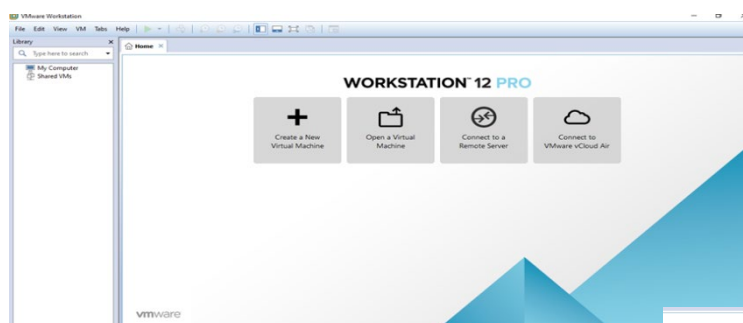 VMware Workstation
File Edit View VM Tabs Help
Library
Home
Type here to search
My Computer
Shared VMs
WORKSTATION™ 12 PRO
Create a New
Virtual Machine
Open a Virtual
Machine
Connect to a
Remote Server
Connect to
VMware vCloud Air
vmware